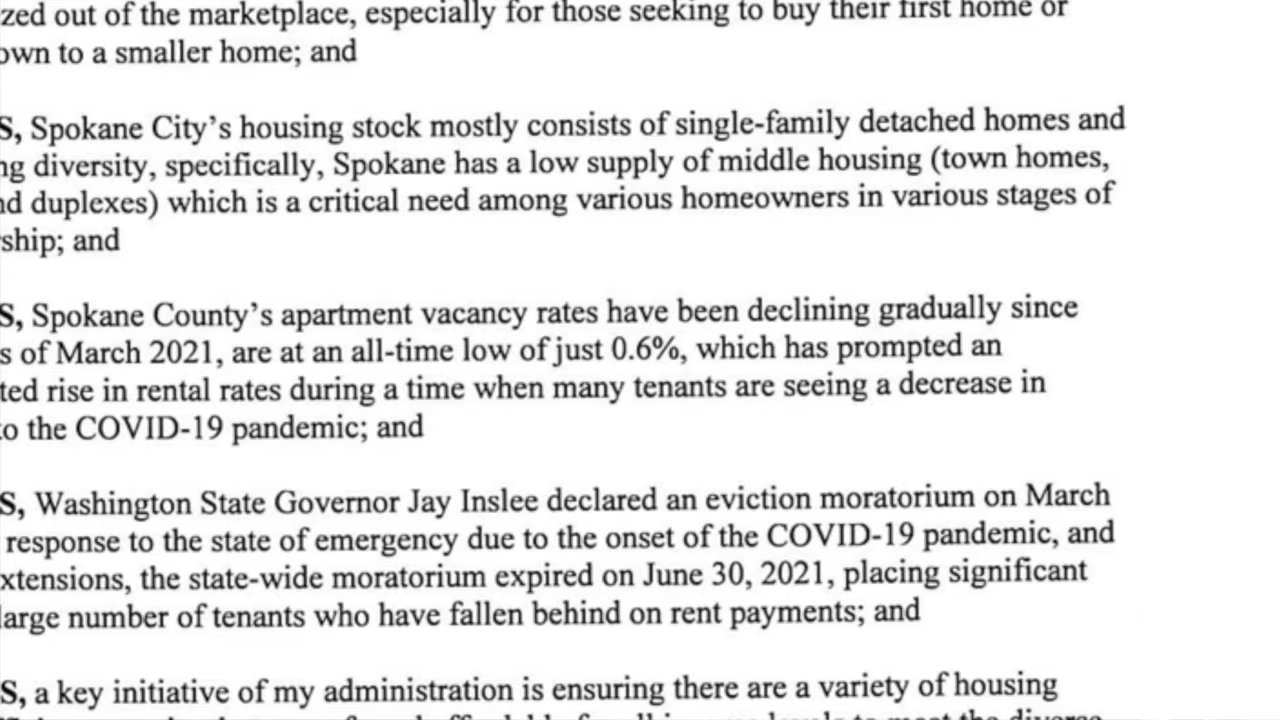 zed out of the marketplace, especially for those seeking to buy their first home or
own to a smaller home; and
S, Spokane City's housing stock mostly consists of single-family detached homes and
ng diversity, specifically, Spokane has a low supply of middle housing (town homes,
nd duplexes) which is a critical need among various homeowners in various stages of
ship; and
S, Spokane County's apartment vacancy rates have been declining gradually since
s of March 2021, are at an all-time low of just 0.6%, which has prompted an
ted rise in rental rates during a time when many tenants are seeing a decrease in
o the COVID-19 pandemic; and
S, Washington State Governor Jay Inslee declared an eviction moratorium on March
response to the state of emergency due to the onset of the COVID-19 pandemic, and
xtensions, the state-wide moratorium expired on June 30, 2021, placing significant
large number of tenants who have fallen behind on rent payments; and
S, a key initiative of my administration is ensuring there are a variety of housing